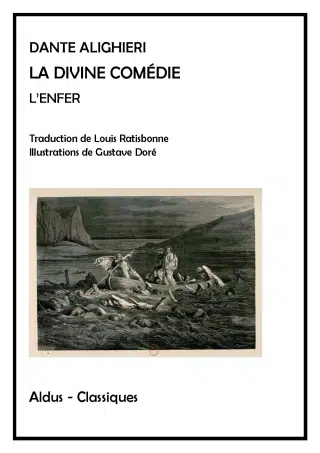 DANTE ALIGHIERI
LA DIVINE COMÉDIE
L'ENFER
Traduction de Louis Ratisbonne
Illustrations de Gustave Doré
Aldus - Classiques